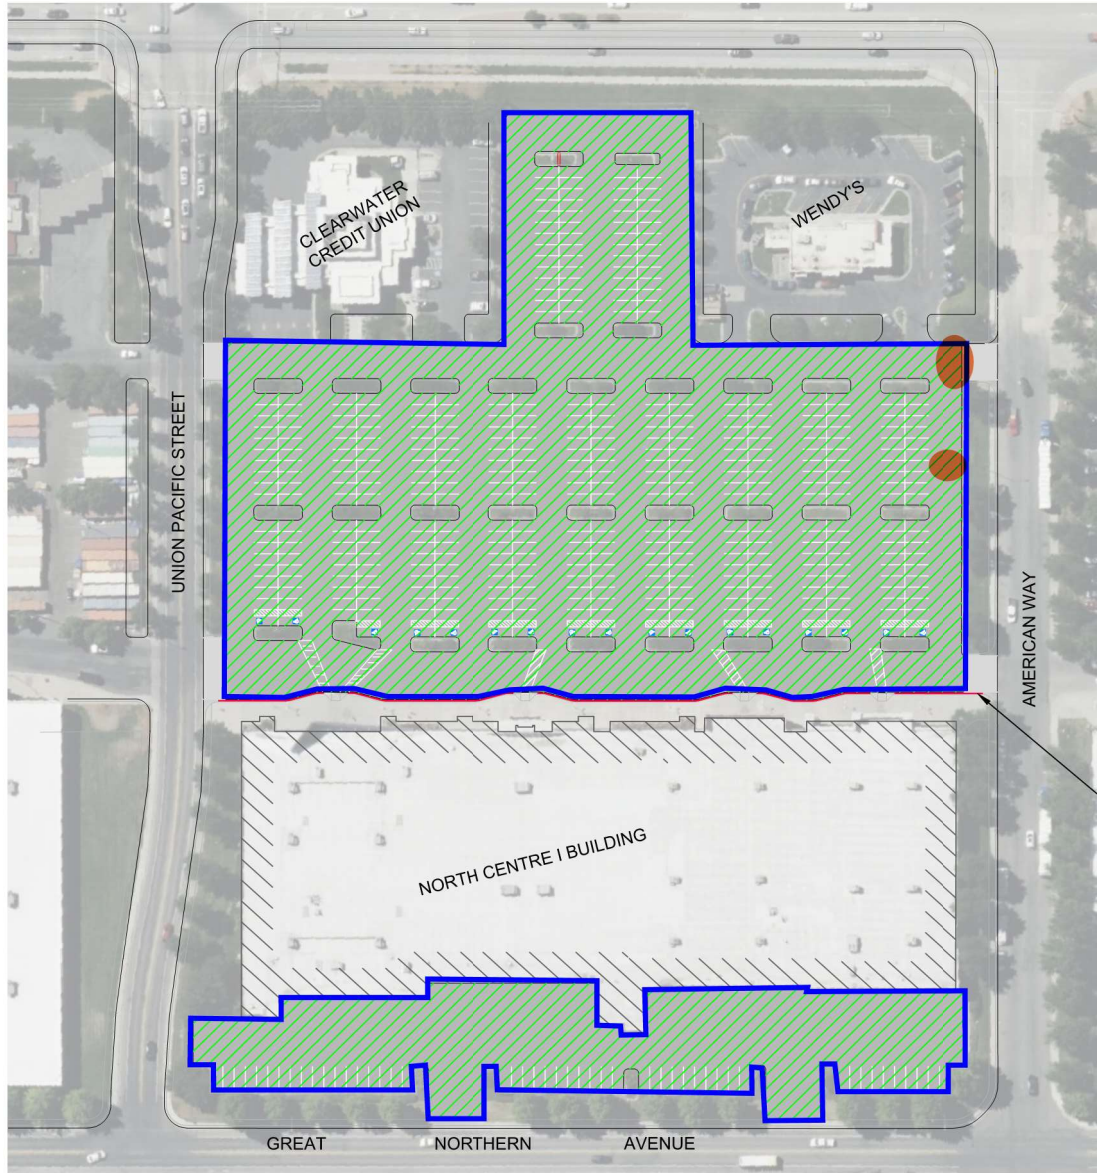 CLEARWATER
CREDIT UNION
WENDY'S
UNION PACIFIC STREET
AMERICAN WAY
NORTH CENTRE I BUILDING
GREAT NORTHERN AVENUE